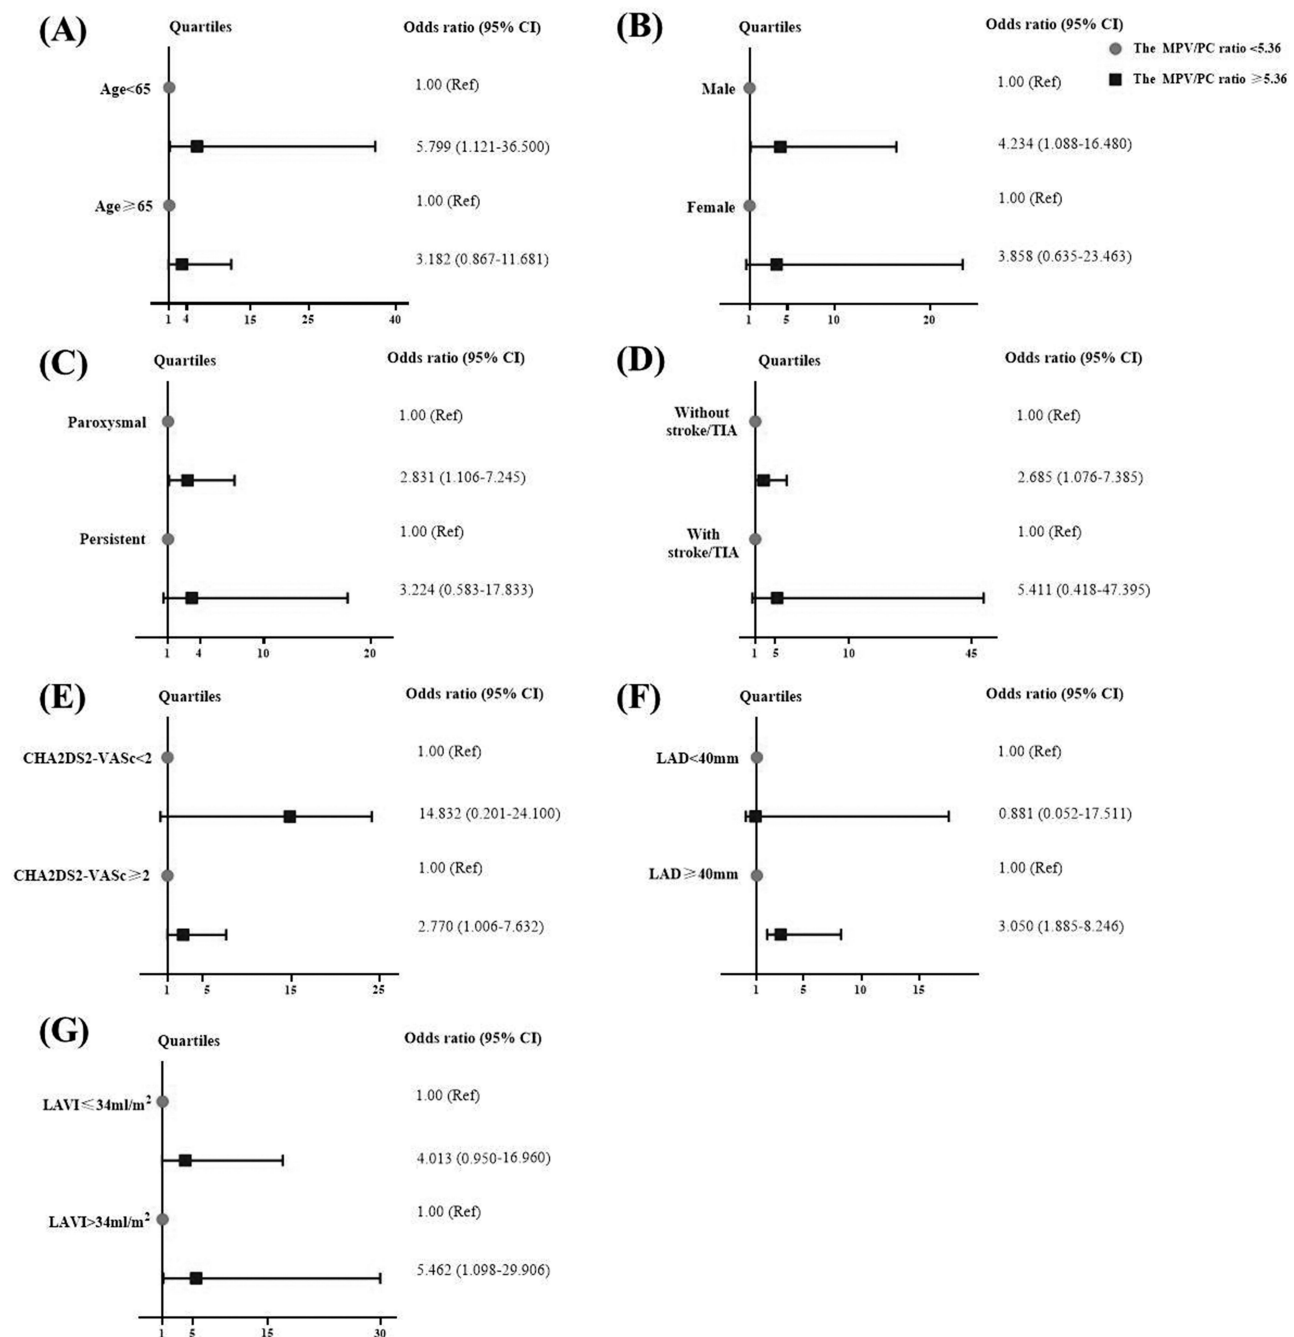 (A)
Quartiles
Odds ratio (95% CI)
Age<65
1.00 (Ref)
5.799 (1.121-36.500)
Age≥65
1.00 (Ref)
3.182 (0.867-11.681)
1 4 15 25 40
(B)
Quartiles
Odds ratio (95% CI)
The MPV/PC ratio <5.36
The MPV/PC ratio ≥5.36
Male
1.00 (Ref)
4.234 (1.088-16.480)
Female
1.00 (Ref)
3.858 (0.635-23.463)
1 5 10 20
(C)
Quartiles
Odds ratio (95% CI)
Paroxysmal
1.00 (Ref)
2.831 (1.106-7.245)
Persistent
1.00 (Ref)
3.224 (0.583-17.833)
1 4 10 20
(D)
Quartiles
Odds ratio (95% CI)
Without
stroke/TIA
1.00 (Ref)
2.685 (1.076-7.385)
With
stroke/TIA
1.00 (Ref)
5.411 (0.418-47.395)
1 5 10 45
(E)
Quartiles
Odds ratio (95% CI)
CHA2DS2-VASc<2
1.00 (Ref)
14.832 (0.201-24.100)
CHA2DS2-VASc≥2
1.00 (Ref)
2.770 (1.006-7.632)
1 5 15 25
(F)
Quartiles
Odds ratio (95% CI)
LAD<40mm
1.00 (Ref)
0.881 (0.052-17.511)
LAD≥40mm
1.00 (Ref)
3.050 (1.885-8.246)
1 5 10 15
(G)
Quartiles
Odds ratio (95% CI)
LAVI≤34ml/m²
1.00 (Ref)
4.013 (0.950-16.960)
LAVI>34ml/m²
1.00 (Ref)
5.462 (1.098-29.906)
1 5 15 30